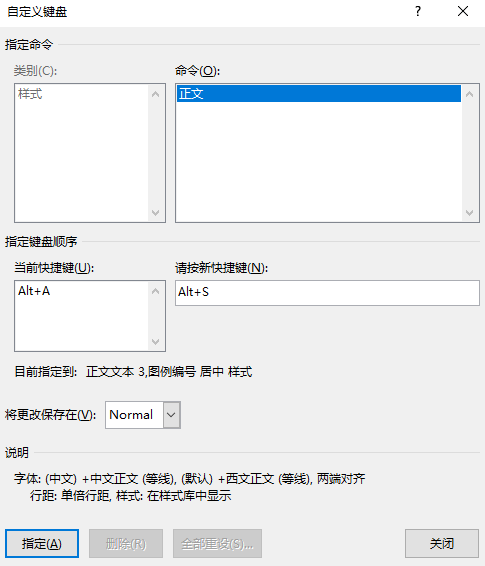 自定义键盘
?
指定命令
类别(C):
命令(O):
样式
正文
指定键盘顺序
当前快捷键(U):
请按新快捷键(N):
Alt+A
Alt+S
目前指定到: 正文文本 3,图例编号 居中 样式
将更改保存在(V):
Normal
说明
字体: (中文) +中文正文 (等线), (默认) +西文正文 (等线), 两端对齐
行距: 单倍行距, 样式: 在样式库中显示
指定(A)
删除(R)
全部重设(S)...
关闭